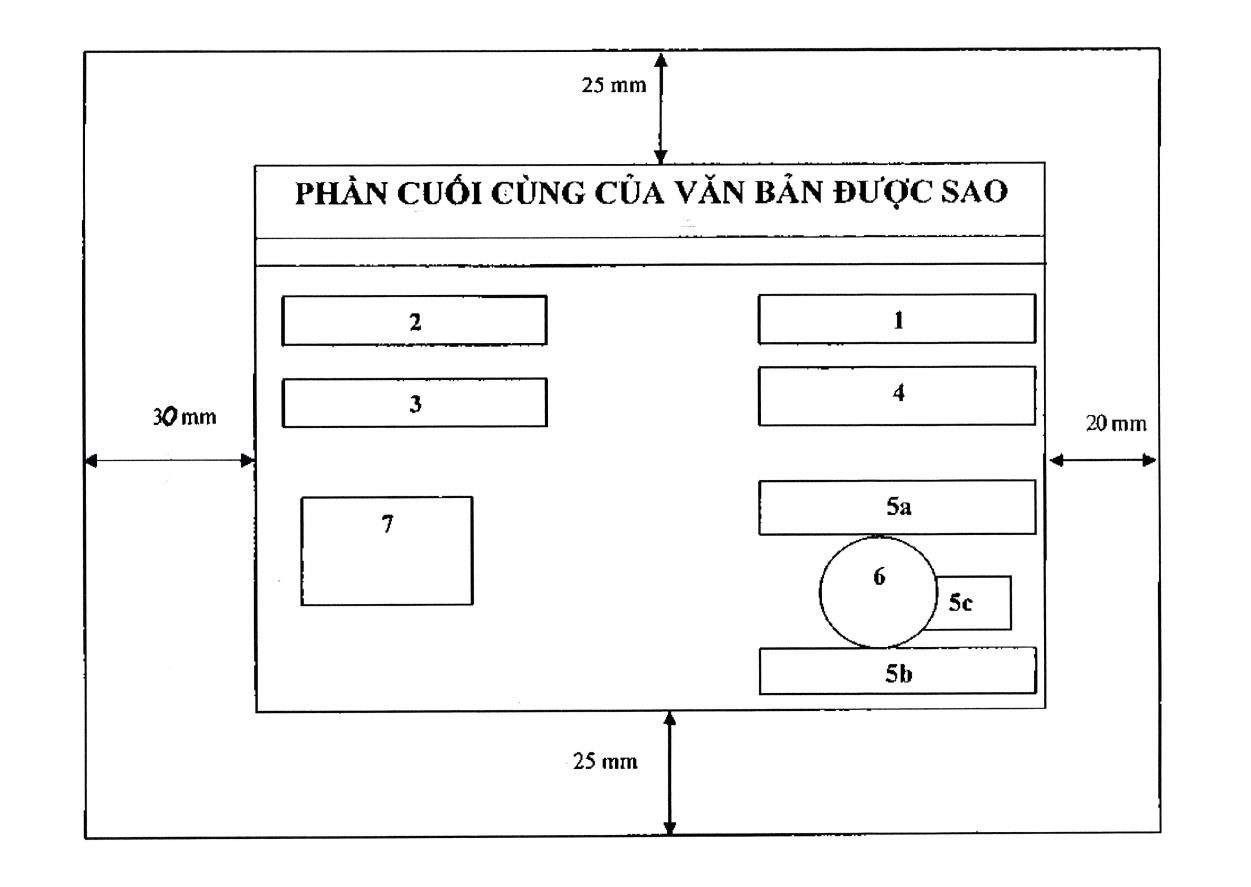 25 mm
PHẦN CUỐI CÙNG CỦA VĂN BẢN ĐƯỢC SAO
2
1
3
4
30 mm
20 mm
5a
7
6
5c
5b
25 mm